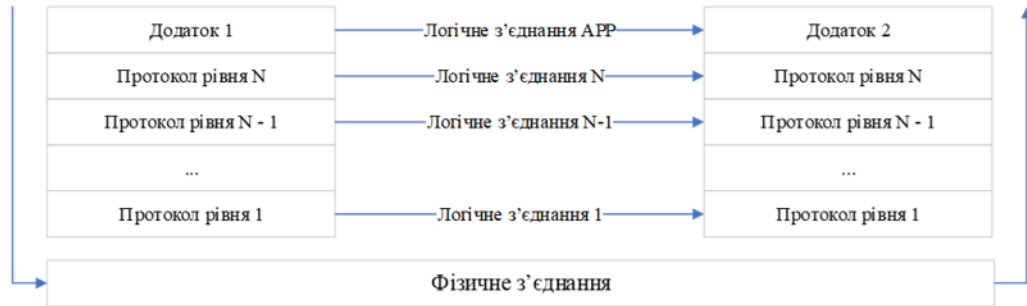 Додаток 1 Логічне з’єднання APP Додаток 2
Протокол рівня N Логічне з’єднання N Протокол рівня N
Протокол рівня N - 1 Логічне з’єднання N-1 Протокол рівня N - 1
... ...
Протокол рівня 1 Логічне з’єднання 1 Протокол рівня 1
Фізичне з’єднання